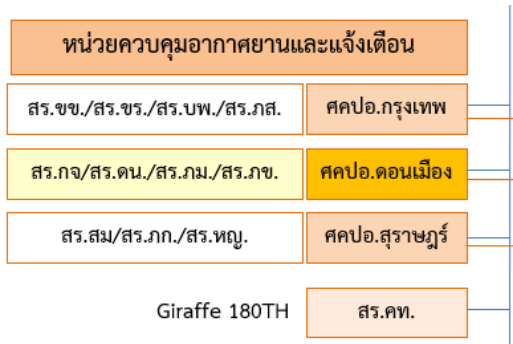 หน่วยควบคุมอากาศยานและแจ้งเตือน
สร.ขข./สร.ขร./สร.บพ./สร.ภส. ศคปอ.กรุงเทพ
สร.กจ/สร.ดน./สร.ภม./สร.ภข. ศคปอ.ดอนเมือง
สร.สม/สร.ภก./สร.หญ. ศคปอ.สุราษฎร์
Giraffe 180TH สร.คท.